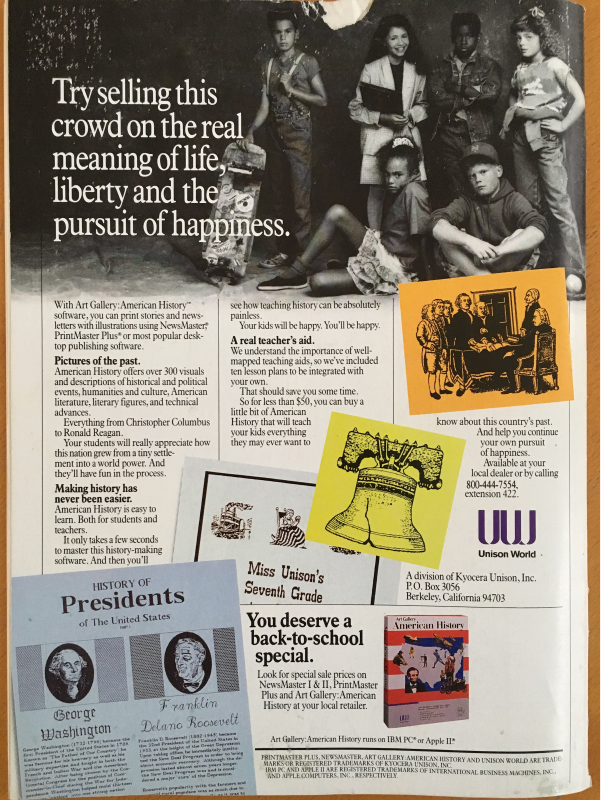 Try selling this
crowd on the real
meaning of life,
liberty and the
pursuit of happiness.
With Art Gallery: American History™
software, you can print stories and news-
letters with illustrations using NewsMaster,®
PrintMaster Plus® or most popular desk-
top publishing software.
Pictures of the past.
American History offers over 300 visuals
and descriptions of historical and political
events, humanities and culture, American
literature, literary figures, and technical
advances.
Everything from Christopher Columbus
to Ronald Reagan.
Your students will really appreciate how
this nation grew from a tiny settle-
ment into a world power. And
they'll have fun in the process.
Making history has
never been easier.
American History is easy to
learn. Both for students and
teachers.
It only takes a few seconds
to master this history-making
software. And then you'll
see how teaching history can be absolutely
painless.
Your kids will be happy. You'll be happy.
A real teacher's aid.
We understand the importance of well-
mapped teaching aids, so we've included
ten lesson plans to be integrated with
your own.
That should save you some time.
So for less than $50, you can buy a
little bit of American
History that will teach
your kids everything
they may ever want to
know about this country's past.
And help you continue
your own pursuit
of happiness.
Available at your
local dealer or by calling
800-444-7554,
extension 422.
Unison World
A division of Kyocera Unison, Inc.
P.O. Box 3056
Berkeley, California 94703
Miss Unison's
Seventh Grade
HISTORY OF
Presidents
of The United States
George
Washington
Franklin
Delano Roosevelt
You deserve a
back-to-school
special.
Look for special sale prices on
NewsMaster I & II, PrintMaster
Plus and Art Gallery: American
History at your local retailer.
Art Gallery:
American History
Art Gallery: American History runs on IBM PC® or Apple II®
PRINTMASTER PLUS, NEWSMASTER, ART GALLERY: AMERICAN HISTORY AND UNISON WORLD ARE TRADE
MARKS OR REGISTERED TRADEMARKS OF KYOCERA UNISON, INC.
IBM PC AND APPLE II ARE REGISTERED TRADEMARKS OF INTERNATIONAL BUSINESS MACHINES, INC.,
AND APPLE COMPUTERS, INC., RESPECTIVELY.